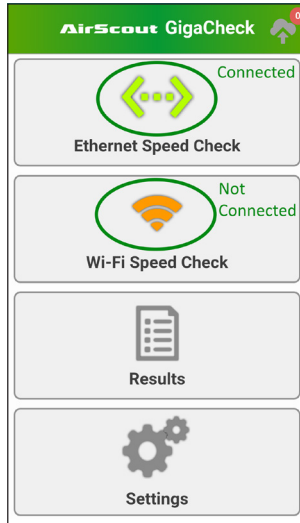 AirScout GigaCheck
0
Connected
Ethernet Speed Check
Not
Connected
Wi-Fi Speed Check
Results
Settings